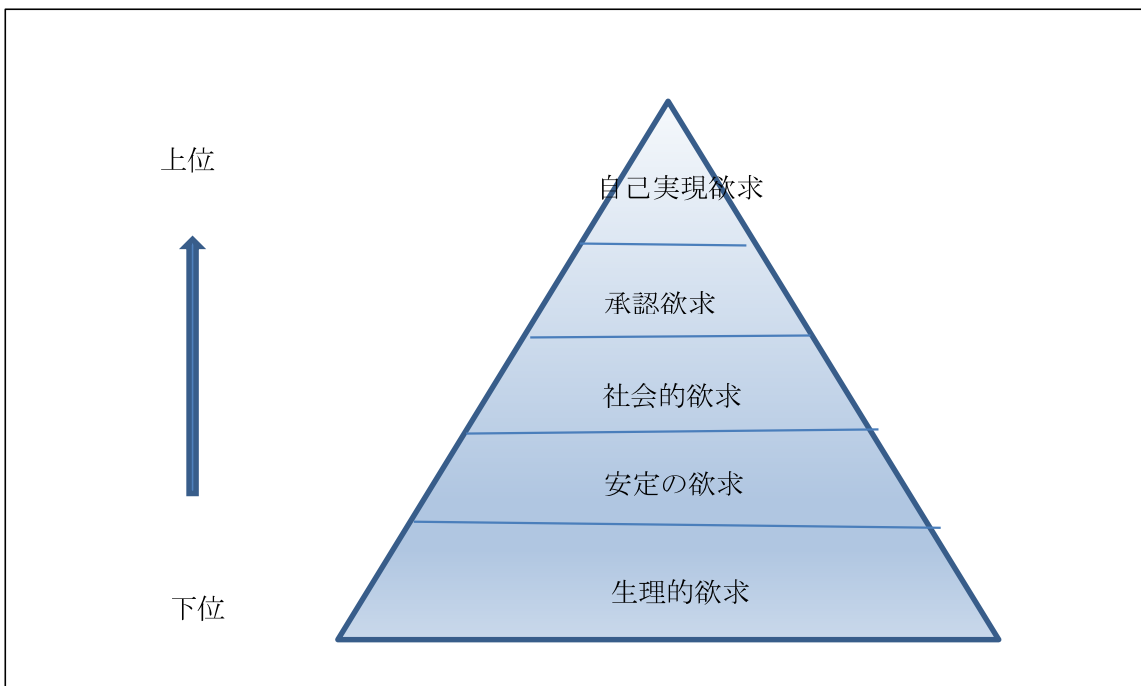 上位
自己実現欲求
承認欲求
社会的欲求
安定の欲求
生理的欲求
下位